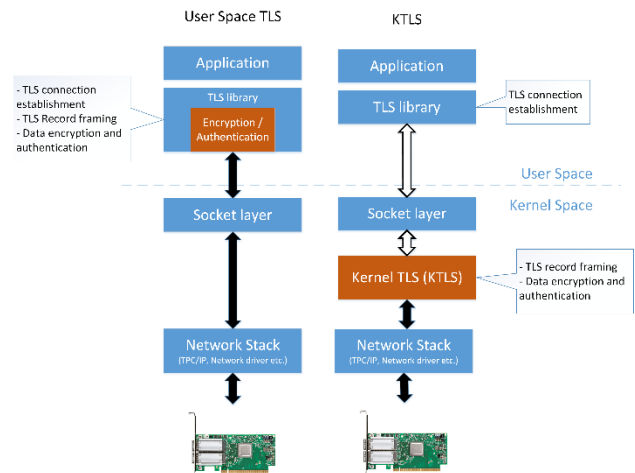 User Space TLS
KTLS
Application
Application
- TLS connection
establishment
- TLS Record framing
- Data encryption and
authentication
TLS library
Encryption /
Authentication
TLS library
TLS connection
establishment
User Space
Kernel Space
Socket layer
Socket layer
Kernel TLS (KTLS)
- TLS record framing
- Data encryption and
authentication
Network Stack
(TPC/IP, Network driver etc.)
Network Stack
(TPC/IP, Network driver etc.)